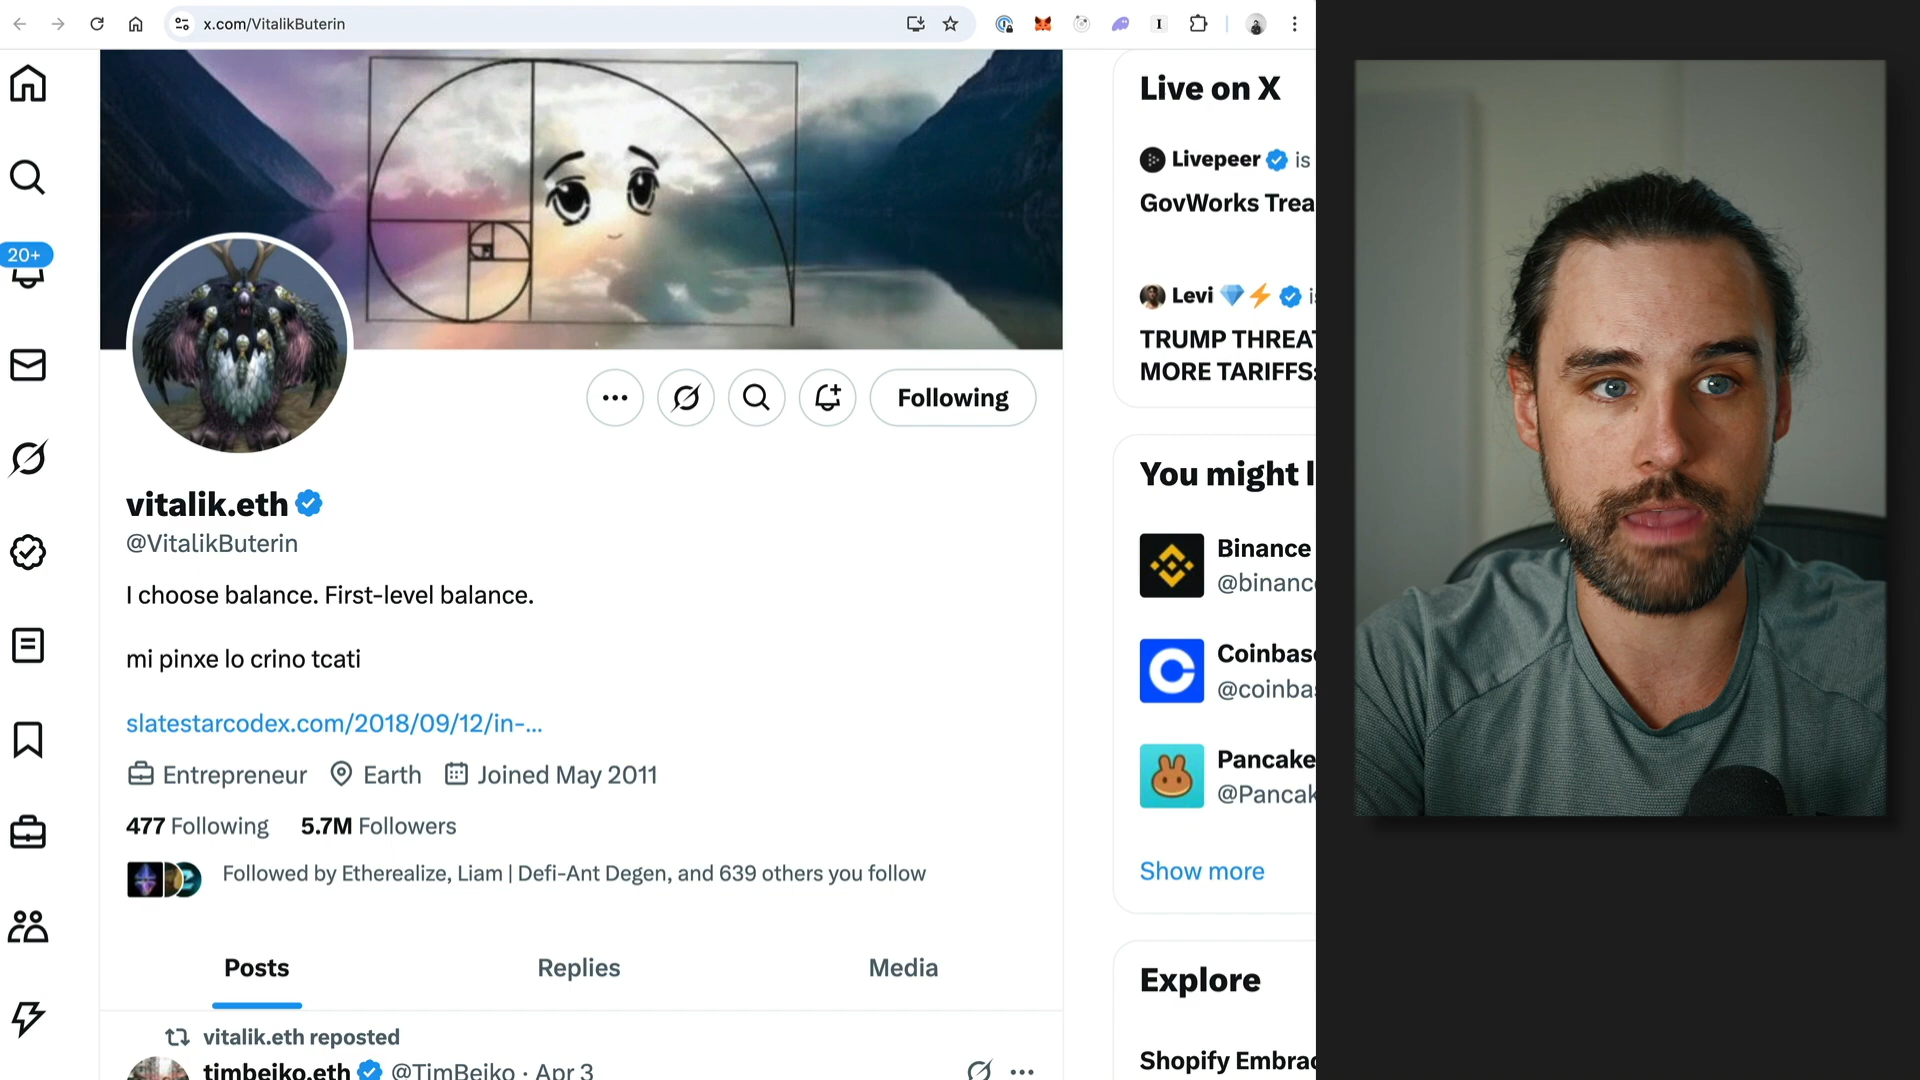 x.com/VitalikButerin
20+
vitalik.eth
@VitalikButerin
I choose balance. First-level balance.
mi pinxe lo crino tcati
slatestarcodex.com/2018/09/12/in-...
Entrepreneur Earth Joined May 2011
477 Following 5.7M Followers
Followed by Etherealize, Liam | Defi-Ant Degen, and 639 others you follow
Following
Posts Replies Media
vitalik.eth reposted
timbeiko.eth @TimBeiko · Apr 3
Live on X
Livepeer is
GovWorks Trea
Levi
TRUMP THREAT
MORE TARIFFS:
You might l
Binance
@binanc
Coinbas
@coinba
Pancake
@Pancak
Show more
Explore
Shopify Embrac